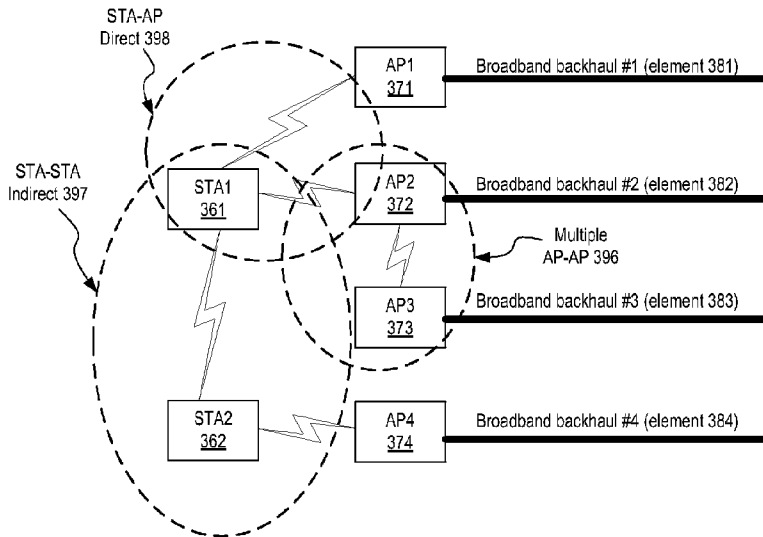 STA-AP
Direct 398
AP1
371
Broadband backhaul #1 (element 381)
STA-STA
Indirect 397
STA1
361
AP2
372
Broadband backhaul #2 (element 382)
Multiple
AP-AP 396
AP3
373
Broadband backhaul #3 (element 383)
STA2
362
AP4
374
Broadband backhaul #4 (element 384)